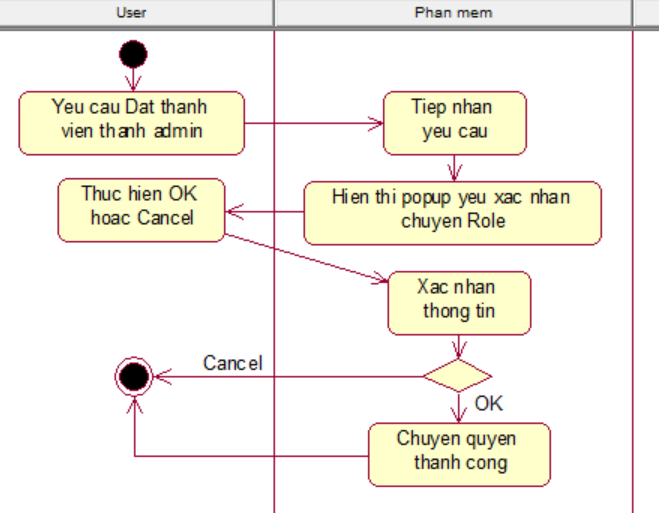 User
Phan mem
Yeu cau Dat thanh
vien thanh admin
Tiep nhan
yeu cau
Thuc hien OK
hoac Cancel
Hien thi popup yeu xac nhan
chuyen Role
Xac nhan
thong tin
Cancel
OK
Chuyen quyen
thanh cong